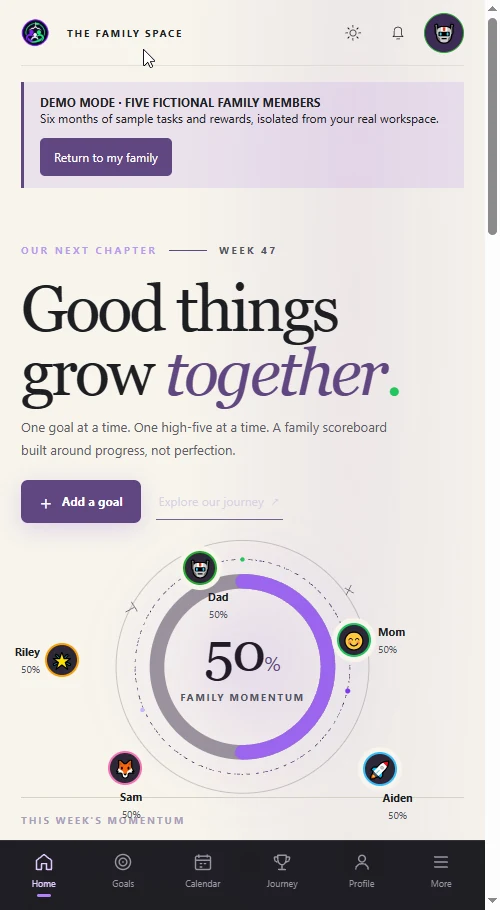 THE FAMILY SPACE
DEMO MODE · FIVE FICTIONAL FAMILY MEMBERS
Six months of sample tasks and rewards, isolated from your real workspace.
Return to my family
OUR NEXT CHAPTER WEEK 47
Good things
grow together.
One goal at a time. One high-five at a time. A family scoreboard
built around progress, not perfection.
+ Add a goal Explore our journey ↗
Dad
50%
Mom
50%
Riley
50%
50%
FAMILY MOMENTUM
Sam
50%
Aiden
50%
THIS WEEK'S MOMENTUM
Home Goals Calendar Journey Profile More